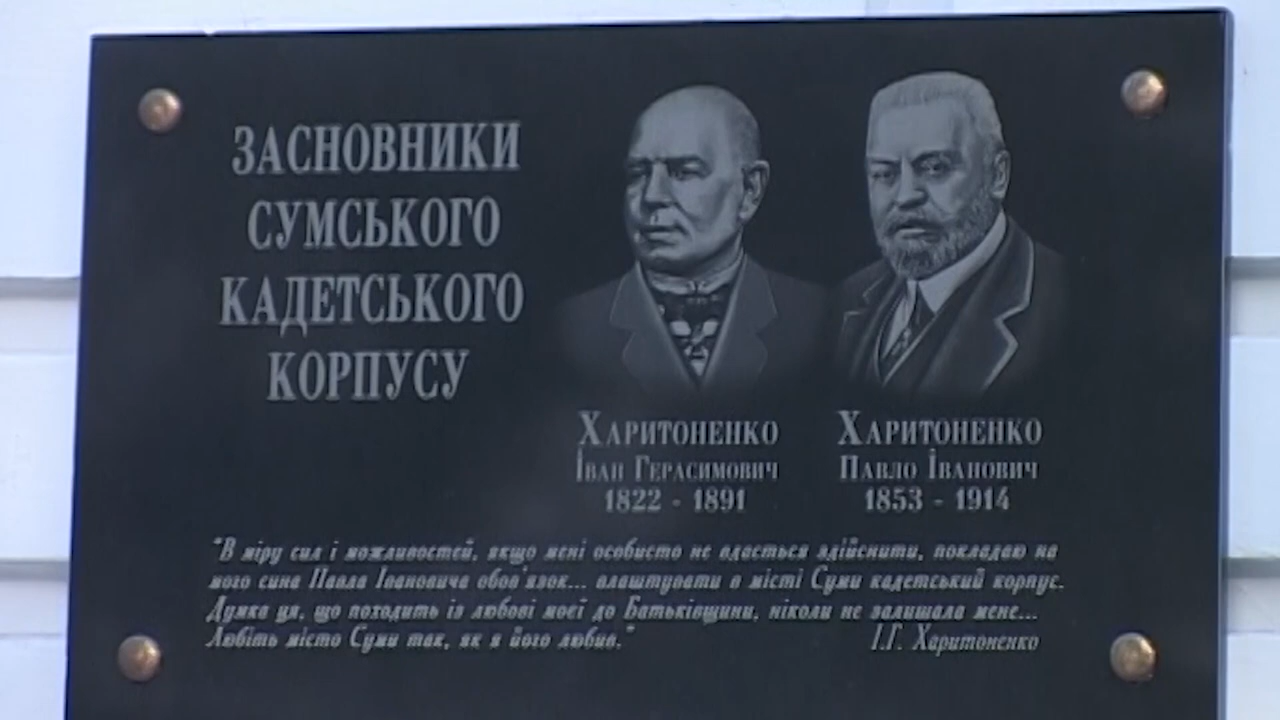 ЗАСНОВНИКИ
СУМСЬКОГО
КАДЕТСЬКОГО
КОРПУСУ
ХАРИТОНЕНКО
ІВАН ГЕРАСИМОВИЧ
1822 - 1891
ХАРИТОНЕНКО
ПАВЛО ІВАНОВИЧ
1853 - 1914
"В міру сил і можливостей, якщо мені особисто не вдасться здійснити, покладаю на
мого сина Павла Івановича обов'язок... влаштувати в місті Суми кадетський корпус.
Думка ця, що походить із любові моєї до Батьківщини, ніколи не залишала мене...
Любіть місто Суми так, як я його любив."
І.Г. Харитоненко